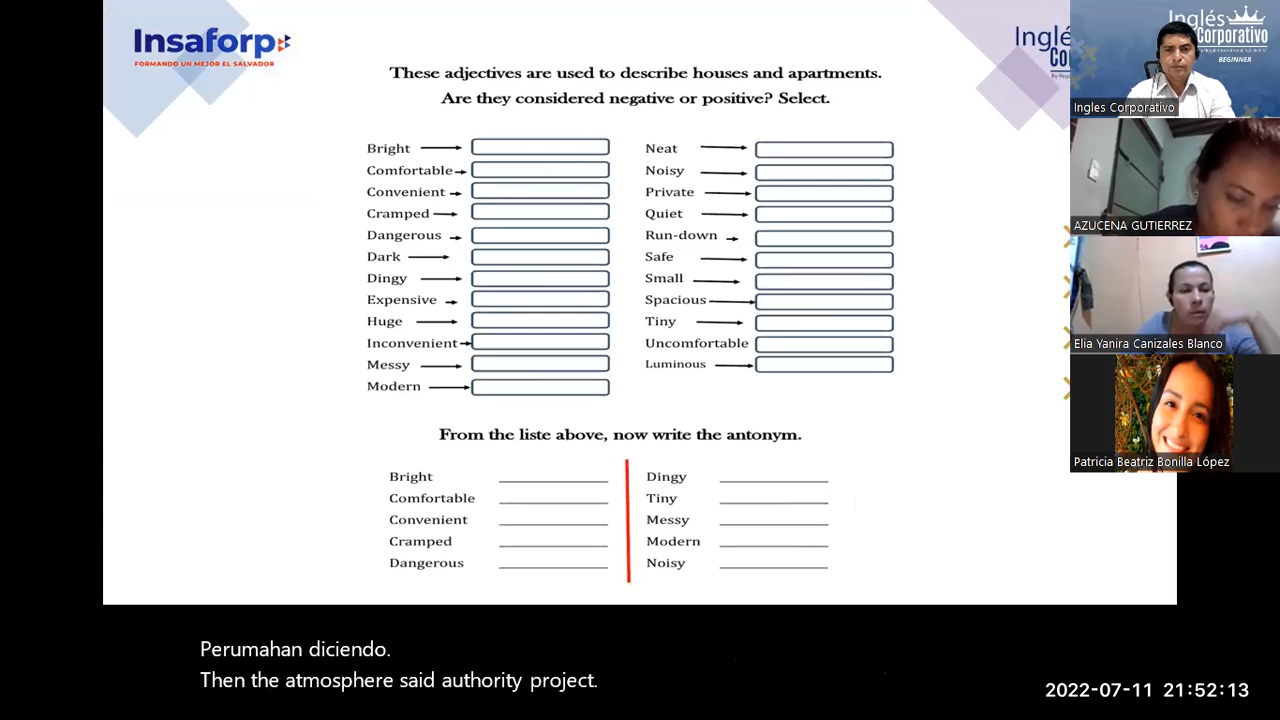 Insaforp
FORMANDO UN MEJOR EL SALVADOR
These adjectives are used to describe houses and apartments.
Are they considered negative or positive? Select.
Bright
Comfortable
Convenient
Cramped
Dangerous
Dark
Dingy
Expensive
Huge
Inconvenient
Messy
Modern
Neat
Noisy
Private
Quiet
Run-down
Safe
Small
Spacious
Tiny
Uncomfortable
Luminous
From the liste above, now write the antonym.
Bright
Comfortable
Convenient
Cramped
Dangerous
Dingy
Tiny
Messy
Modern
Noisy
Inglés
Corporativo
BEGINNER
Ingles Corporativo
AZUCENA GUTIERREZ
Elia Yanira Canizales Blanco
Patricia Beatriz Bonilla López
Perumahan diciendo.
Then the atmosphere said authority project.
2022-07-11 21:52:13